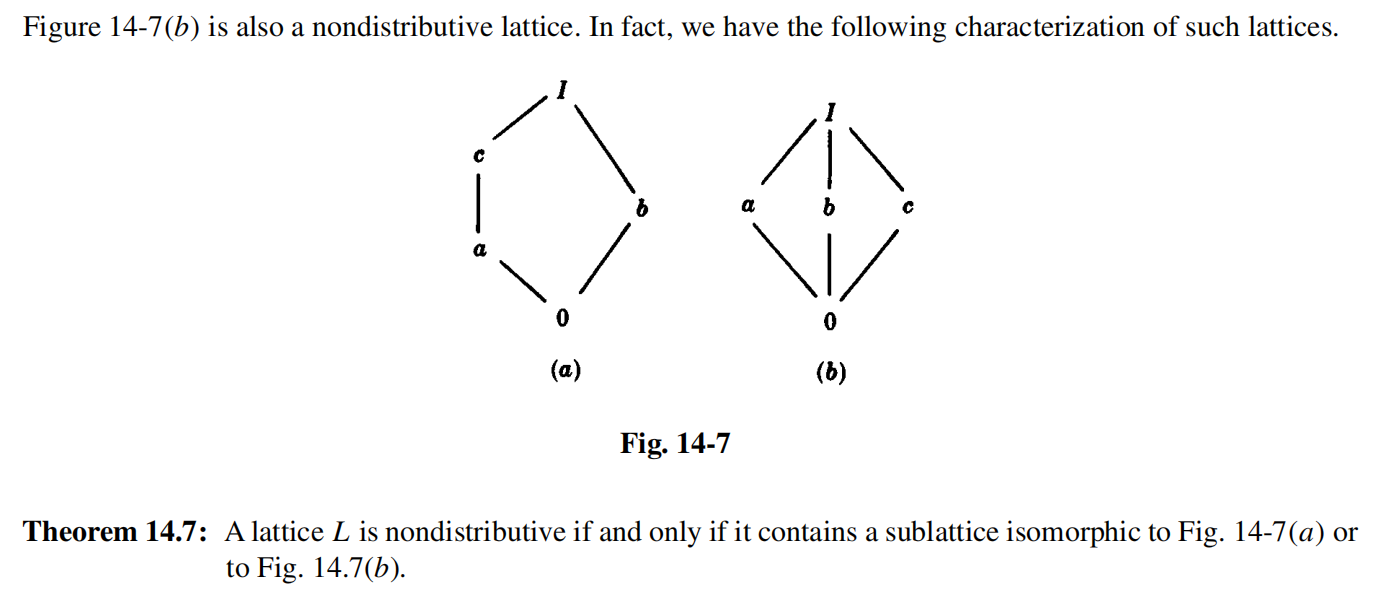 Figure 14-7(b) is also a nondistributive lattice. In fact, we have the following characterization of such lattices.
I
c
b
a
0
(a)
I
a
b
c
0
(b)
Fig. 14-7
Theorem 14.7: A lattice L is nondistributive if and only if it contains a sublattice isomorphic to Fig. 14-7(a) or
to Fig. 14.7(b).